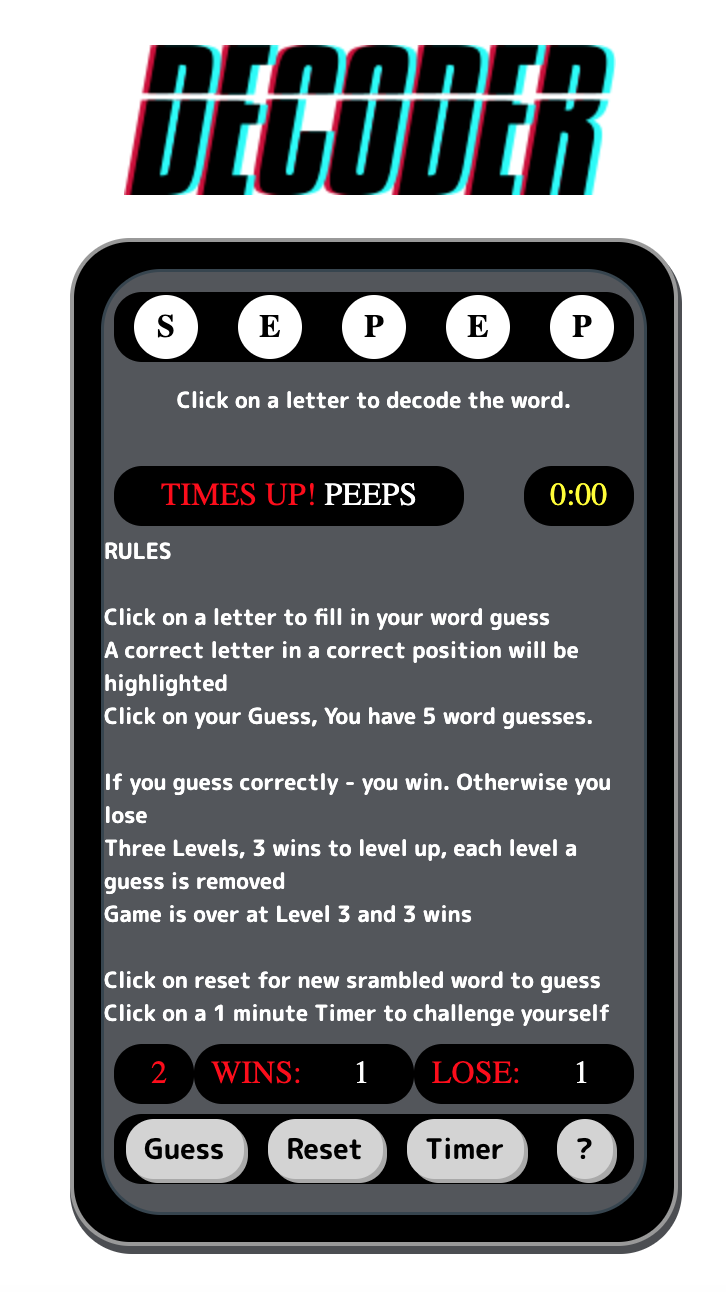 DECODER
S E P E P
Click on a letter to decode the word.
TIMES UP! PEEPS 0:00
RULES
Click on a letter to fill in your word guess
A correct letter in a correct position will be
highlighted
Click on your Guess, You have 5 word guesses.
If you guess correctly - you win. Otherwise you
lose
Three Levels, 3 wins to level up, each level a
guess is removed
Game is over at Level 3 and 3 wins
Click on reset for new srambled word to guess
Click on a 1 minute Timer to challenge yourself
2 WINS: 1 LOSE: 1
Guess Reset Timer ?